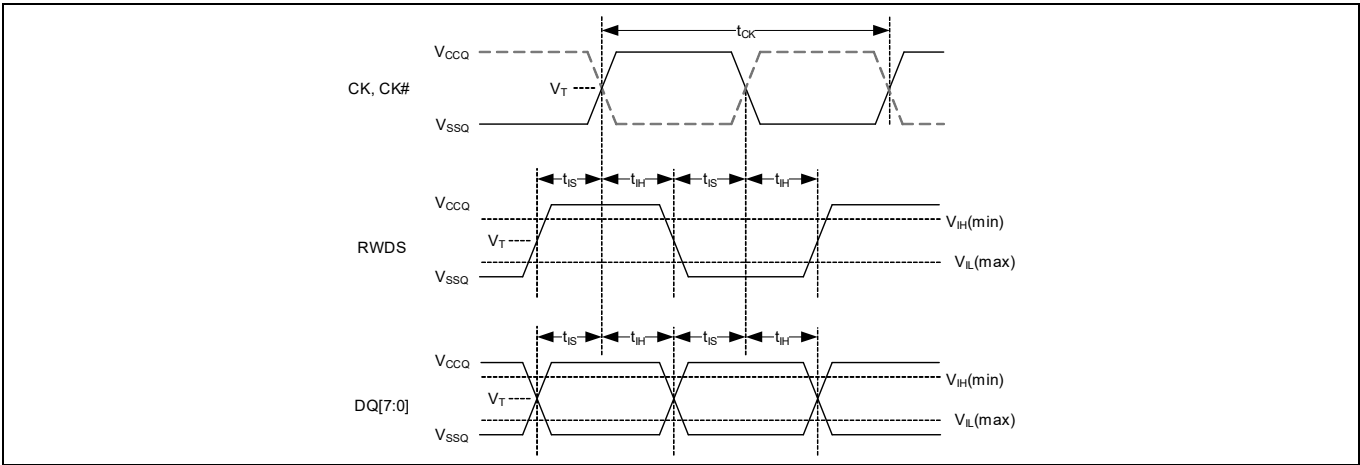 tCK
VCCQ
CK, CK#
VT
VSSQ
tIS tIH tIS tIH
VCCQ
VIH(min)
RWDS
VT
VIL(max)
VSSQ
tIS tIH tIS tIH
VCCQ
VIH(min)
DQ[7:0]
VT
VIL(max)
VSSQ